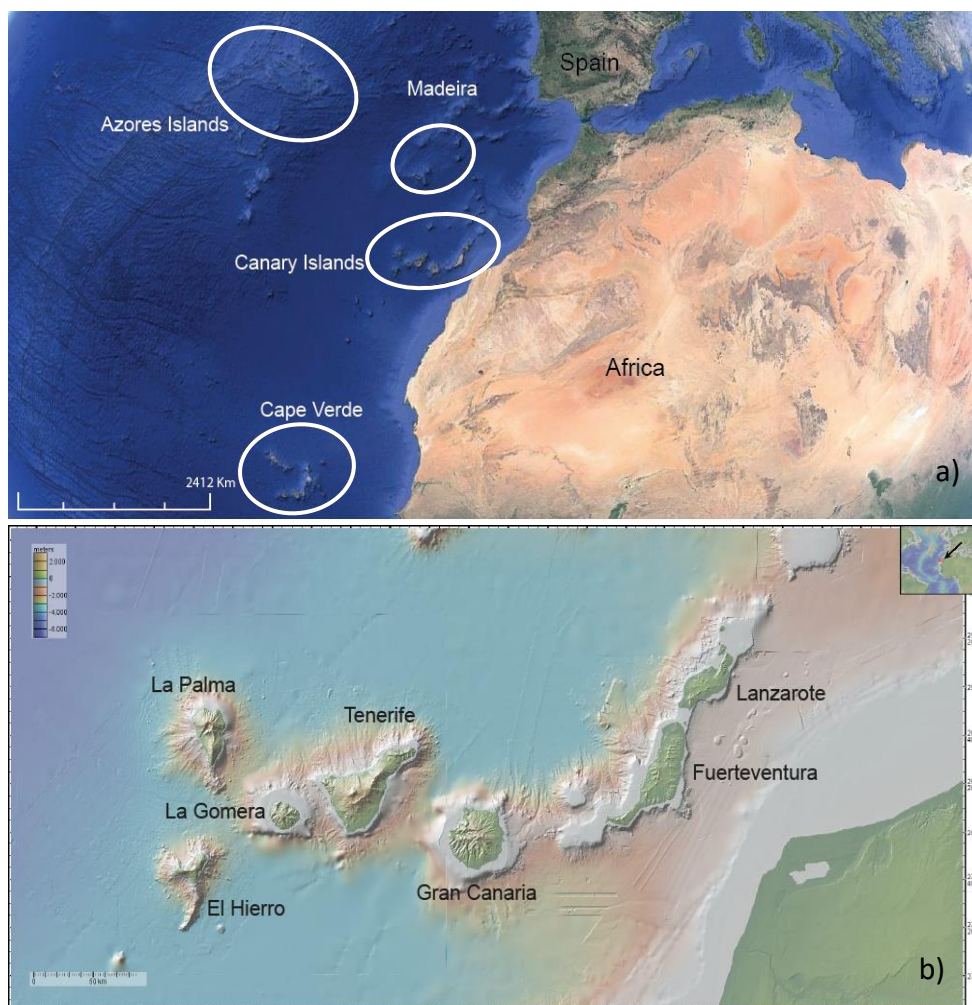 Spain
Madeira
Azores Islands
Canary Islands
Africa
Cape Verde
2412 Km
a)
meters
2.000
0
-2.000
-4.000
-6.000
La Palma
Tenerife
Lanzarote
Fuerteventura
La Gomera
Gran Canaria
El Hierro
0
50 km
b)